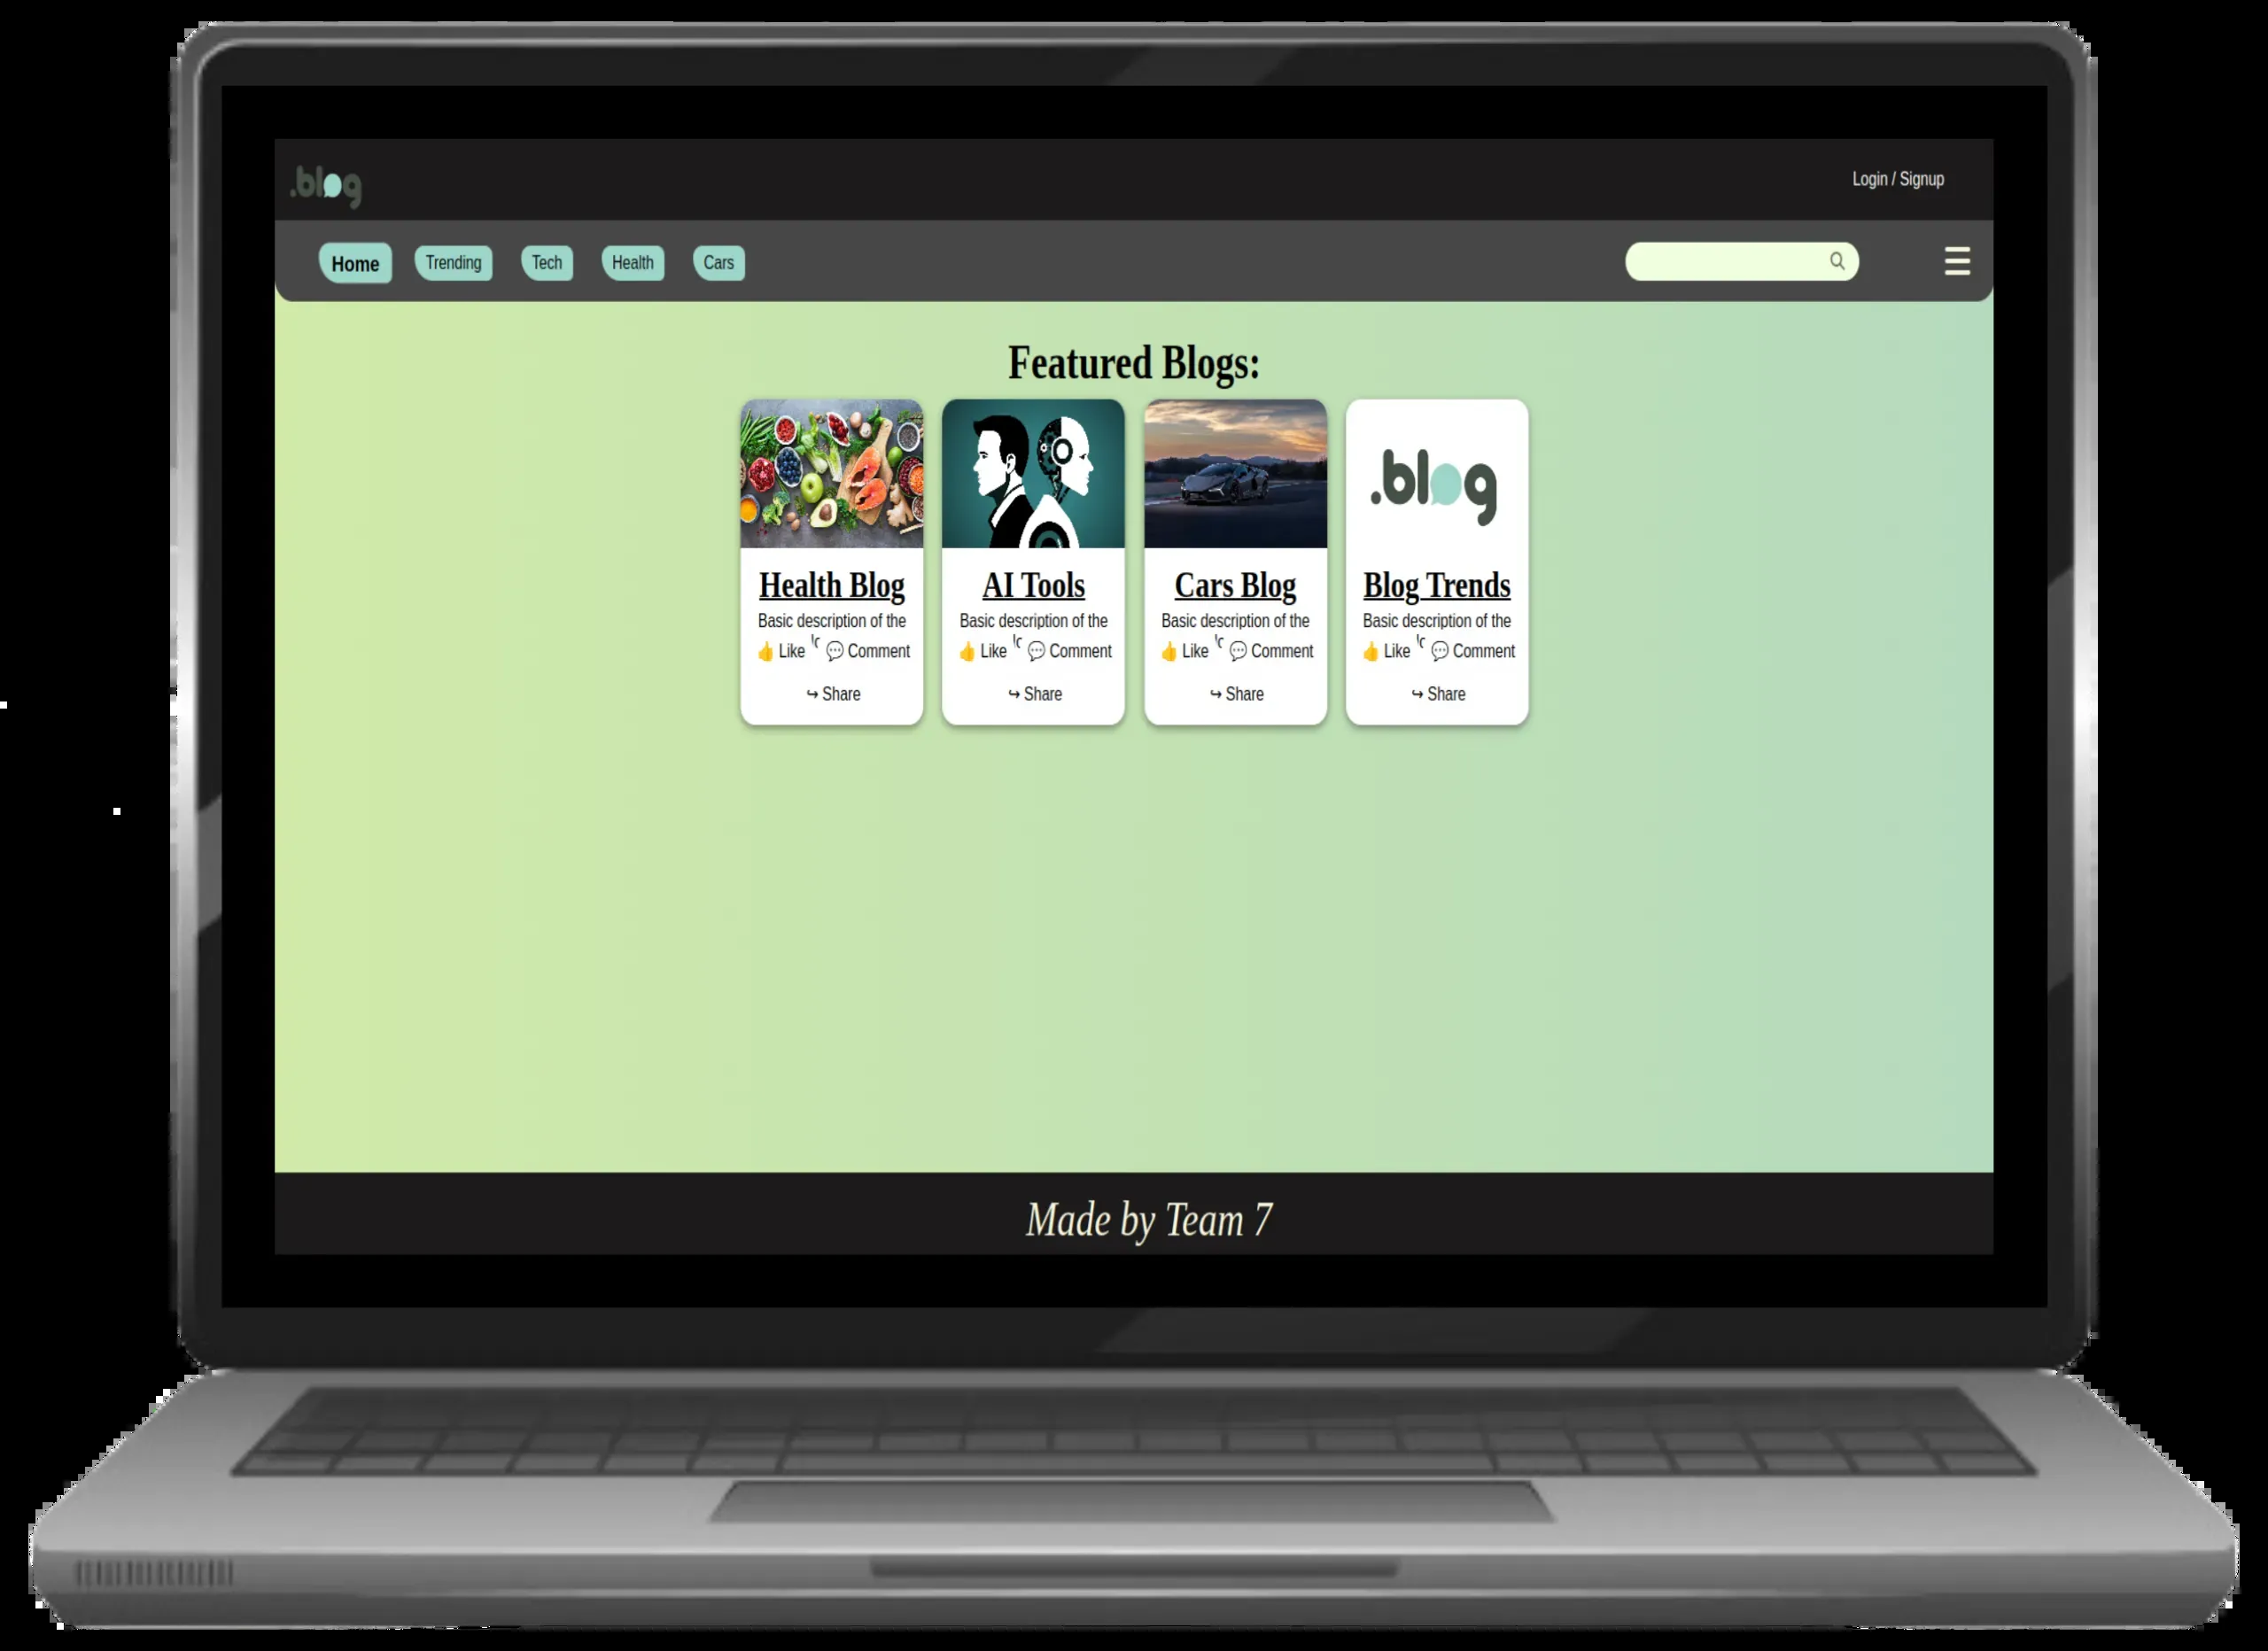 .blog
Login / Signup
Home
Trending
Tech
Health
Cars
Featured Blogs:
.blog
Health Blog
Basic description of the
👍 Like 💬 Comment
↪ Share
AI Tools
Basic description of the
👍 Like 💬 Comment
↪ Share
Cars Blog
Basic description of the
👍 Like 💬 Comment
↪ Share
Blog Trends
Basic description of the
👍 Like 💬 Comment
↪ Share
Made by Team 7